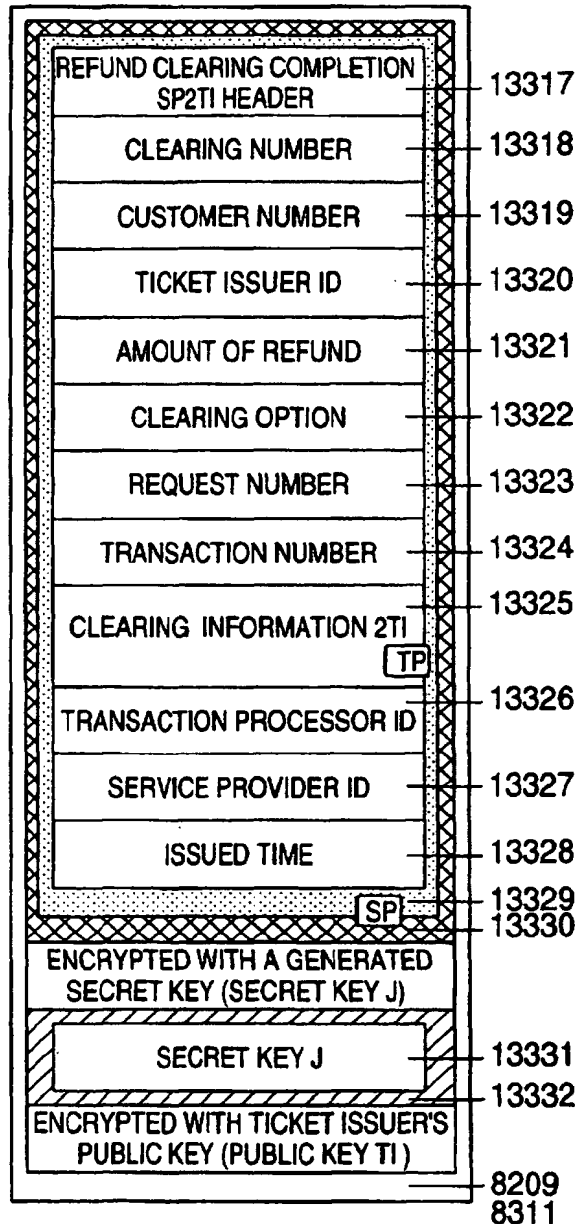 REFUND CLEARING COMPLETION
SP2TI HEADER
13317
CLEARING NUMBER
13318
CUSTOMER NUMBER
13319
TICKET ISSUER ID
13320
AMOUNT OF REFUND
13321
CLEARING OPTION
13322
REQUEST NUMBER
13323
TRANSACTION NUMBER
13324
13325
CLEARING INFORMATION 2TI
TP
13326
TRANSACTION PROCESSOR ID
SERVICE PROVIDER ID
13327
ISSUED TIME
13328
13329
SP
13330
ENCRYPTED WITH A GENERATED
SECRET KEY (SECRET KEY J)
SECRET KEY J
13331
13332
ENCRYPTED WITH TICKET ISSUER'S
PUBLIC KEY (PUBLIC KEY TI)
8209
8311